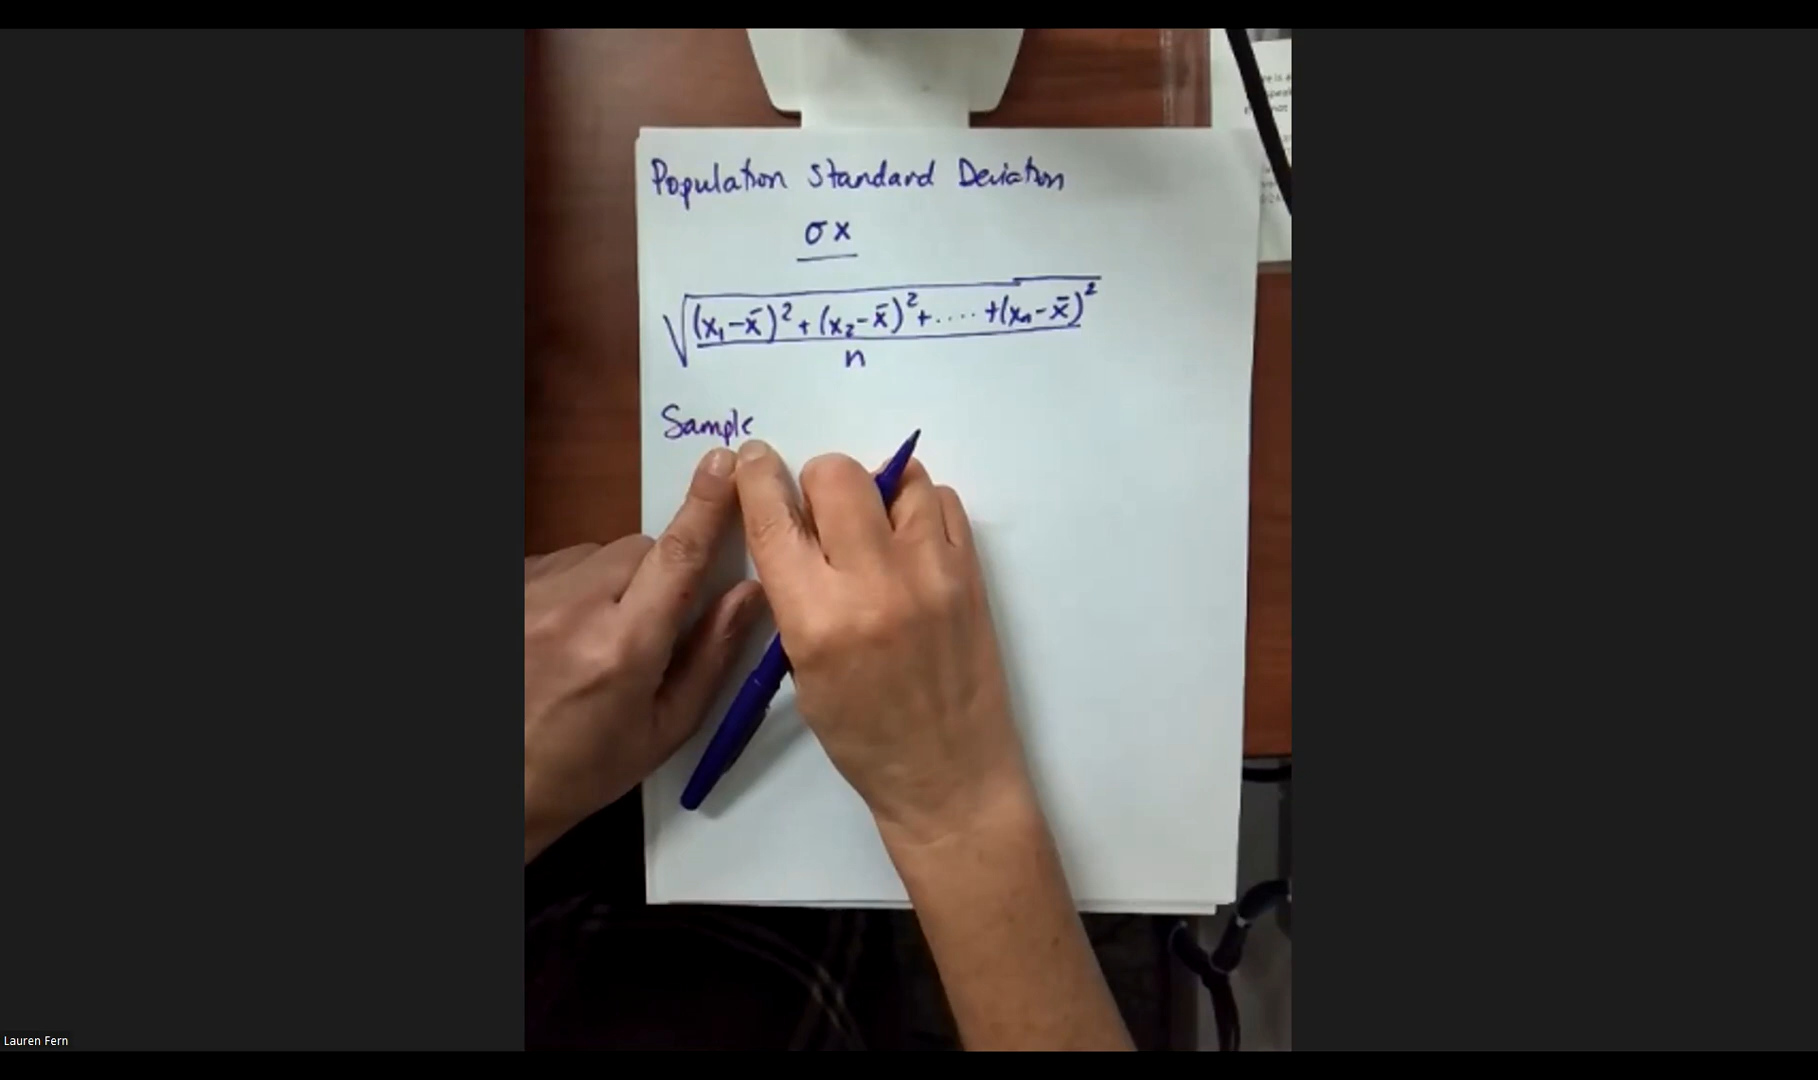 Population Standard Deviation
σx
√((x₁-x̄)²+(x₂-x̄)²+....+(xₙ-x̄)²
n
Sample
Lauren Fern